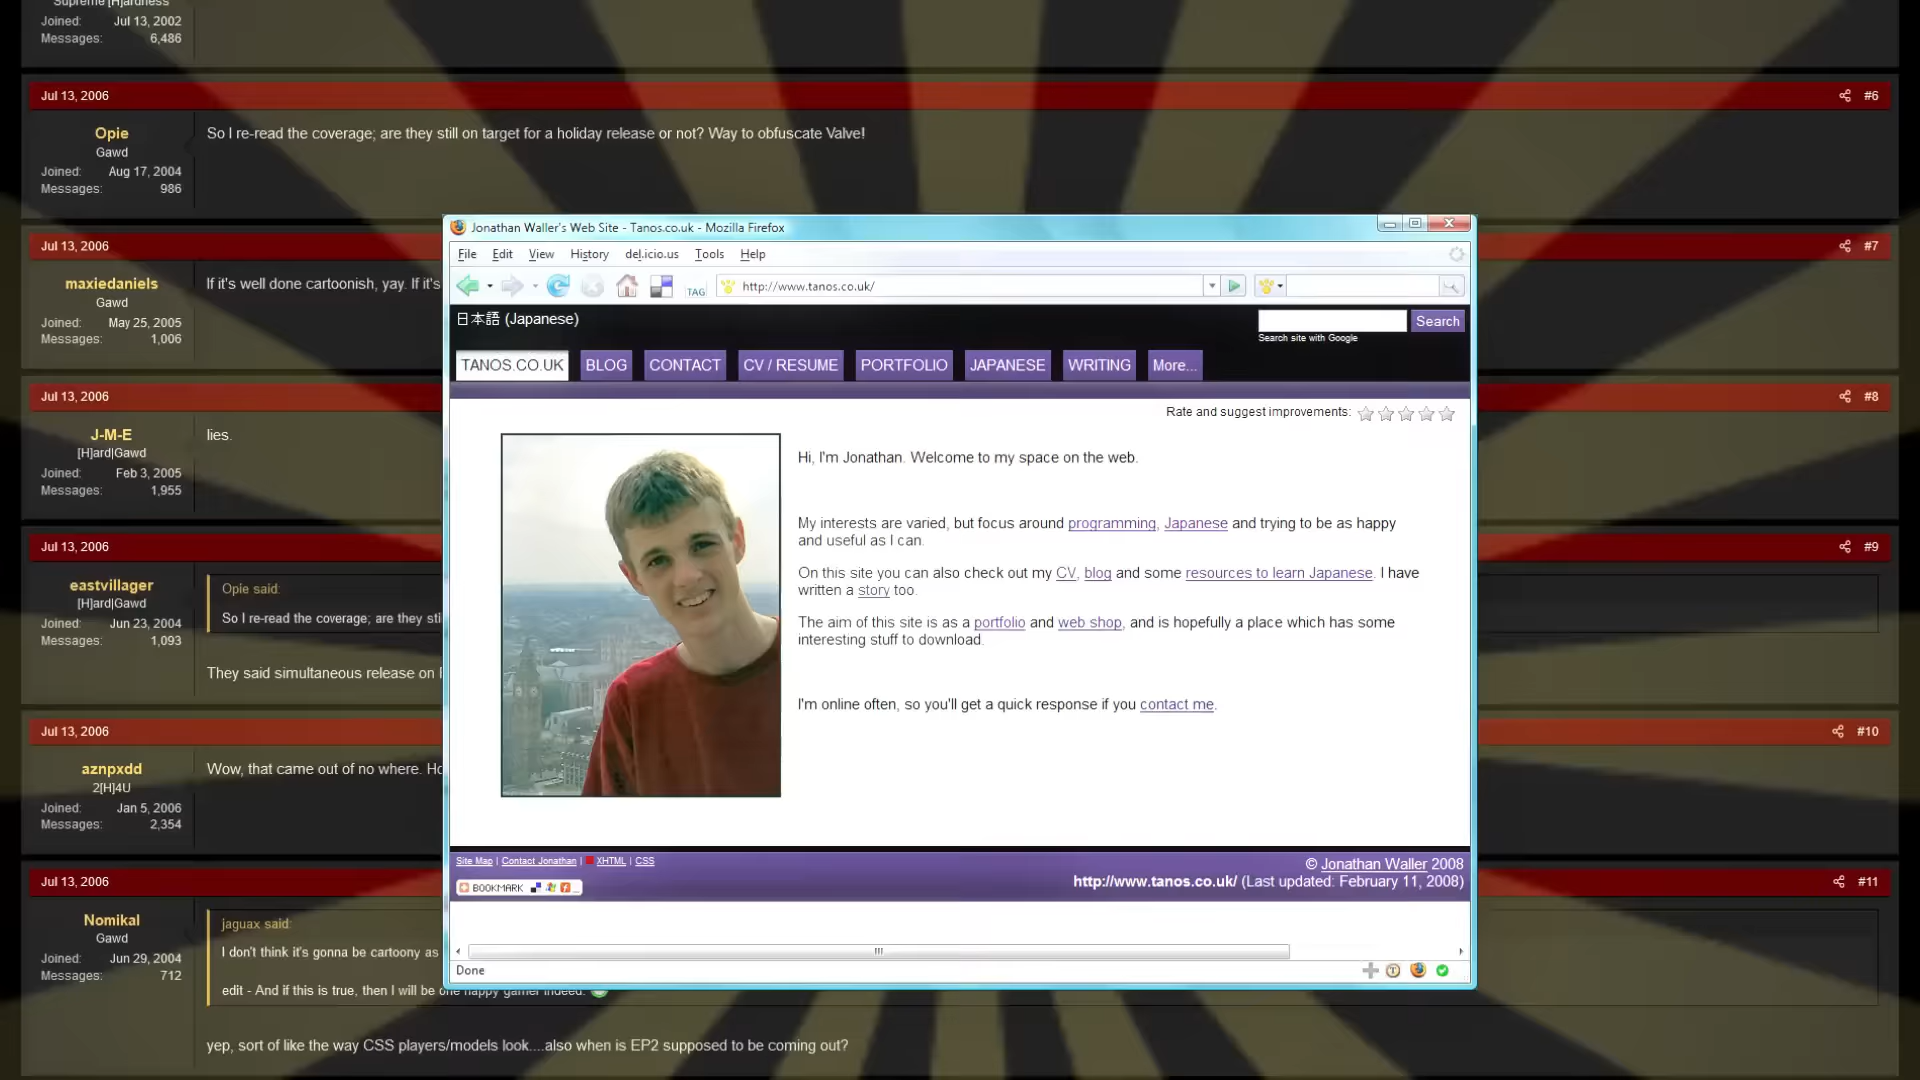 Supreme [H]ardness
Joined: Jul 13, 2002
Messages: 6,486
Jul 13, 2006 #6
Opie
Gawd
Joined: Aug 17, 2004
Messages: 986
So I re-read the coverage; are they still on target for a holiday release or not? Way to obfuscate Valve!
Jul 13, 2006 #7
maxiedaniels
Gawd
Joined: May 25, 2005
Messages: 1,006
If it's well done cartoonish, yay. If it's
Jul 13, 2006 #8
J-M-E
[H]ard|Gawd
Joined: Feb 3, 2005
Messages: 1,955
lies.
Jul 13, 2006 #9
eastvillager
[H]ard|Gawd
Joined: Jun 23, 2004
Messages: 1,093
Opie said:
So I re-read the coverage; are they sti
They said simultaneous release on
Jul 13, 2006 #10
aznpxdd
2[H]4U
Joined: Jan 5, 2006
Messages: 2,354
Wow, that came out of no where.
Jul 13, 2006 #11
Nomikal
Gawd
Joined: Jun 29, 2004
Messages: 712
jaguax said:
I don't think it's gonna be cartoony as
edit - And if this is true, then I will be one happy gamer indeed.
yep, sort of like the way CSS players/models look....also when is EP2 supposed to be coming out?
Jonathan Waller's Web Site - Tanos.co.uk - Mozilla Firefox
File Edit View History del.icio.us Tools Help
TAG http://www.tanos.co.uk/
日本語 (Japanese)
Search
Search site with Google
TANOS.CO.UK BLOG CONTACT CV / RESUME PORTFOLIO JAPANESE WRITING More...
Rate and suggest improvements:
Hi, I'm Jonathan. Welcome to my space on the web.
My interests are varied, but focus around programming, Japanese and trying to be as happy
and useful as I can.
On this site you can also check out my CV, blog and some resources to learn Japanese. I have
written a story too.
The aim of this site is as a portfolio and web shop, and is hopefully a place which has some
interesting stuff to download.
I'm online often, so you'll get a quick response if you contact me.
Site Map | Contact Jonathan | XHTML | CSS
BOOKMARK
© Jonathan Waller 2008
http://www.tanos.co.uk/ (Last updated: February 11, 2008)
Done